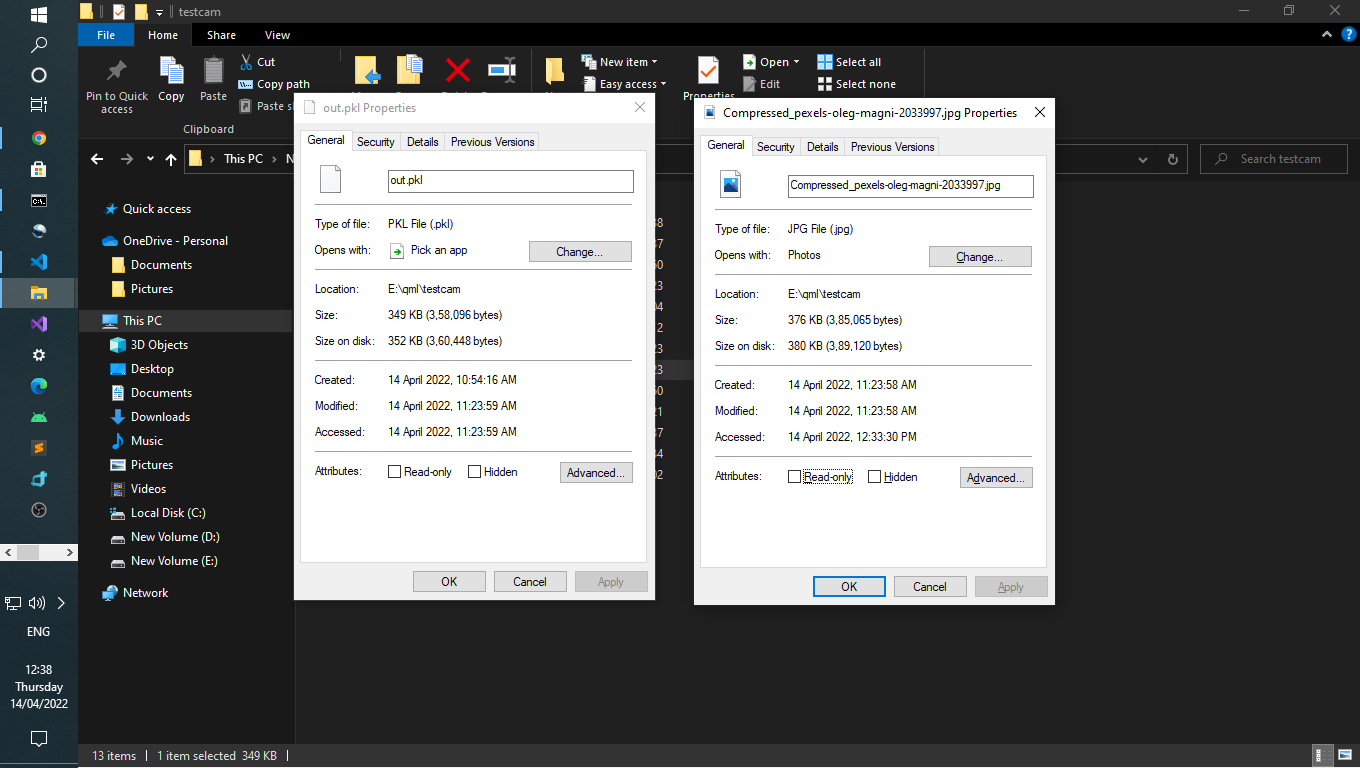 testcam
File Home Share View
Pin to Quick access
Copy
Paste
Cut
Copy path
Clipboard
New item
Easy access
Properties
Open
Edit
Select all
Select none
This PC
Search testcam
Quick access
OneDrive - Personal
Documents
Pictures
This PC
3D Objects
Desktop
Documents
Downloads
Music
Pictures
Videos
Local Disk (C:)
New Volume (D:)
New Volume (E:)
Network
out.pkl Properties
General Security Details Previous Versions
out.pkl
Type of file: PKL File (.pkl)
Opens with: Pick an app Change...
Location: E:\qml\testcam
Size: 349 KB (3,58,096 bytes)
Size on disk: 352 KB (3,60,448 bytes)
Created: 14 April 2022, 10:54:16 AM
Modified: 14 April 2022, 11:23:59 AM
Accessed: 14 April 2022, 11:23:59 AM
Attributes: Read-only Hidden Advanced...
OK Cancel Apply
Compressed_pexels-oleg-magni-2033997.jpg Properties
General Security Details Previous Versions
Compressed_pexels-oleg-magni-2033997.jpg
Type of file: JPG File (.jpg)
Opens with: Photos Change...
Location: E:\qml\testcam
Size: 376 KB (3,85,065 bytes)
Size on disk: 380 KB (3,89,120 bytes)
Created: 14 April 2022, 11:23:58 AM
Modified: 14 April 2022, 11:23:58 AM
Accessed: 14 April 2022, 12:33:30 PM
Attributes: Read-only Hidden Advanced...
OK Cancel Apply
ENG
12:38
Thursday
14/04/2022
13 items 1 item selected 349 KB